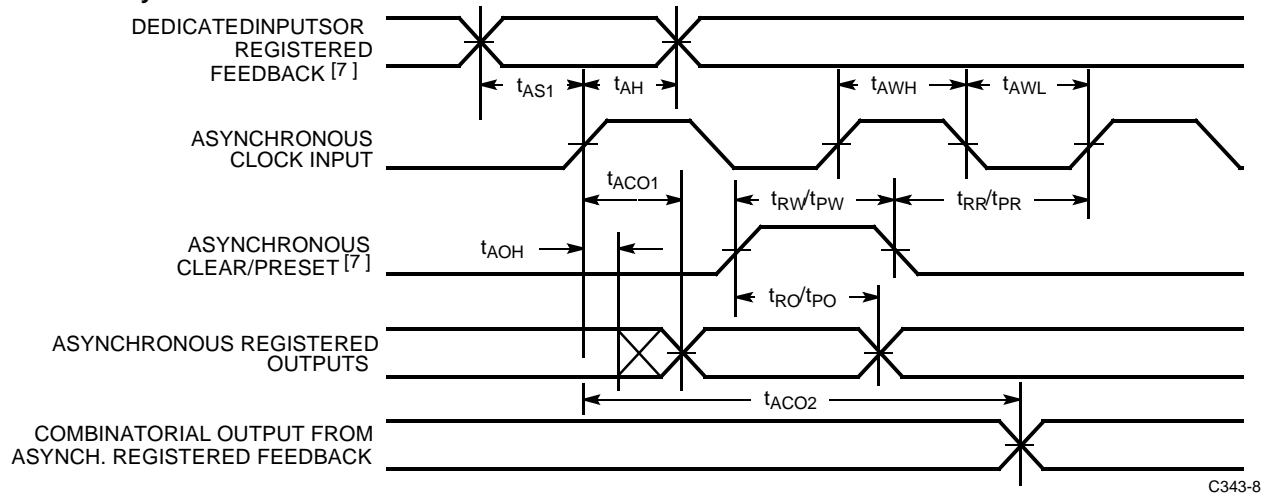 DEDICATEDINPUTSOR
REGISTERED
FEEDBACK [7 ]
tAS1
tAH
tAWH
tAWL
ASYNCHRONOUS
CLOCK INPUT
tACO1
tRW/tPW
tRR/tPR
ASYNCHRONOUS
CLEAR/PRESET [7 ]
tAOH
tRO/tPO
ASYNCHRONOUS REGISTERED
OUTPUTS
tACO2
COMBINATORIAL OUTPUT FROM
ASYNCH. REGISTERED FEEDBACK
C343-8